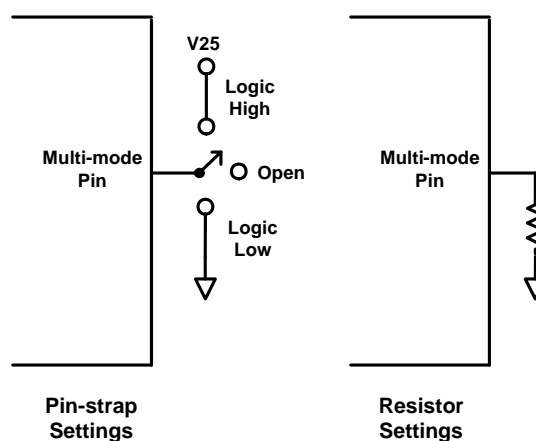 V25
Logic
High
Multi-mode
Pin
Open
Logic
Low
Pin-strap
Settings
Multi-mode
Pin
Resistor
Settings